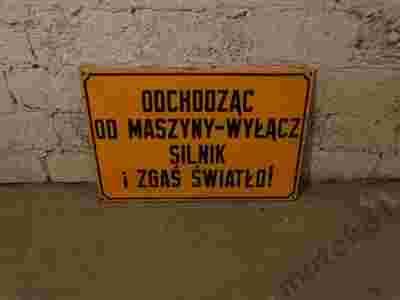 ODCHODZĄC
OD MASZYNY-WYŁĄCZ
SILNIK
i ZGAŚ ŚWIATŁO!